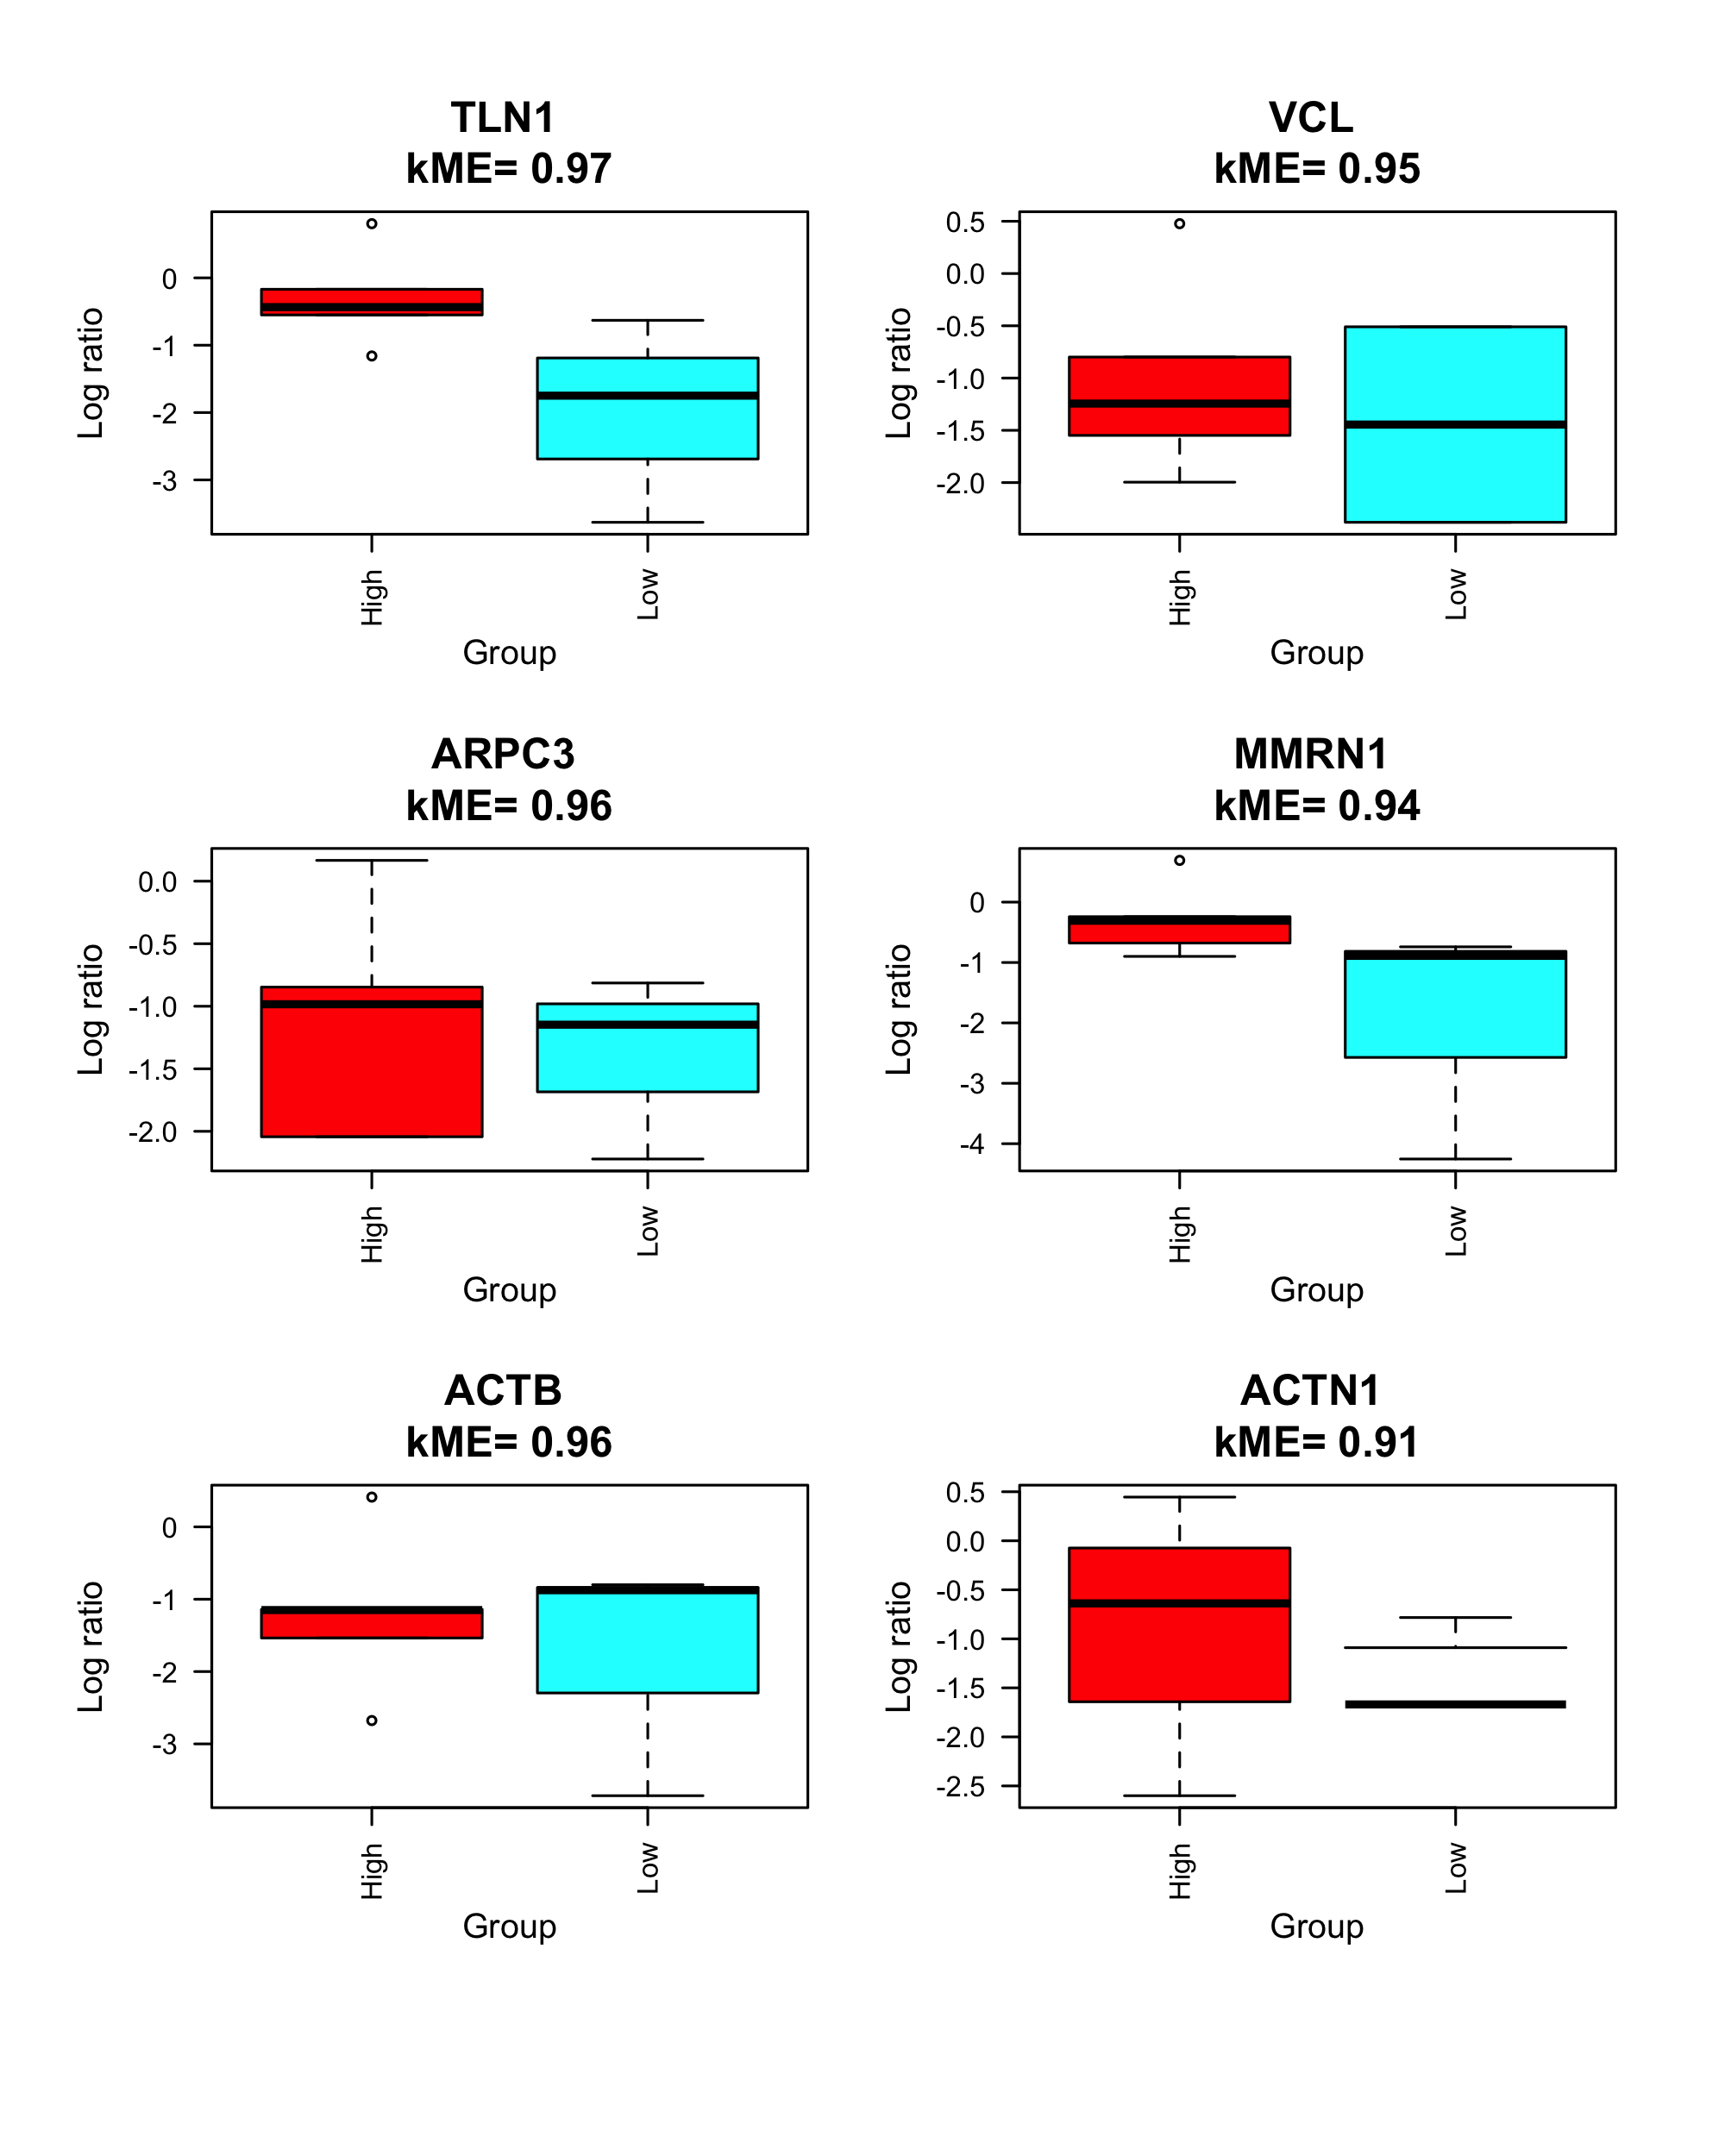 TLN1
kME= 0.97
0
-1
-2
-3
Log ratio
High
Low
Group
VCL
kME= 0.95
0.5
0.0
-0.5
-1.0
-1.5
-2.0
Log ratio
High
Low
Group
ARPC3
kME= 0.96
0.0
-0.5
-1.0
-1.5
-2.0
Log ratio
High
Low
Group
MMRN1
kME= 0.94
0
-1
-2
-3
-4
Log ratio
High
Low
Group
ACTB
kME= 0.96
0
-1
-2
-3
Log ratio
High
Low
Group
ACTN1
kME= 0.91
0.5
0.0
-0.5
-1.0
-1.5
-2.0
-2.5
Log ratio
High
Low
Group